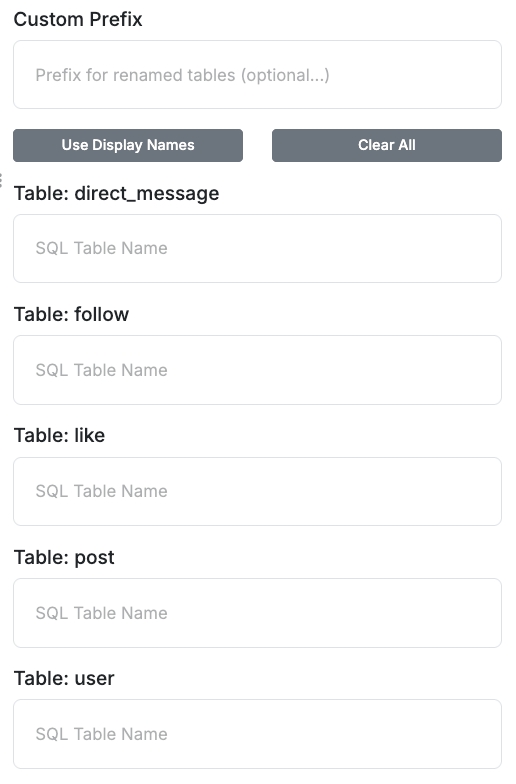 Custom Prefix
Prefix for renamed tables (optional...)
Use Display Names
Clear All
Table: direct_message
SQL Table Name
Table: follow
SQL Table Name
Table: like
SQL Table Name
Table: post
SQL Table Name
Table: user
SQL Table Name